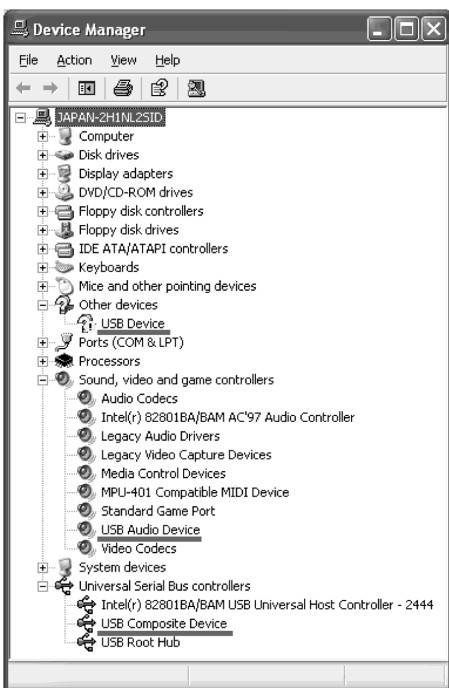 Device Manager
File Action View Help
JAPAN-2H1NL2SID
Computer
Disk drives
Display adapters
DVD/CD-ROM drives
Floppy disk controllers
Floppy disk drives
IDE ATA/ATAPI controllers
Keyboards
Mice and other pointing devices
Other devices
USB Device
Ports (COM & LPT)
Processors
Sound, video and game controllers
Audio Codecs
Intel(r) 82801BA/BAM AC'97 Audio Controller
Legacy Audio Drivers
Legacy Video Capture Devices
Media Control Devices
MPU-401 Compatible MIDI Device
Standard Game Port
USB Audio Device
Video Codecs
System devices
Universal Serial Bus controllers
Intel(r) 82801BA/BAM USB Universal Host Controller - 2444
USB Composite Device
USB Root Hub